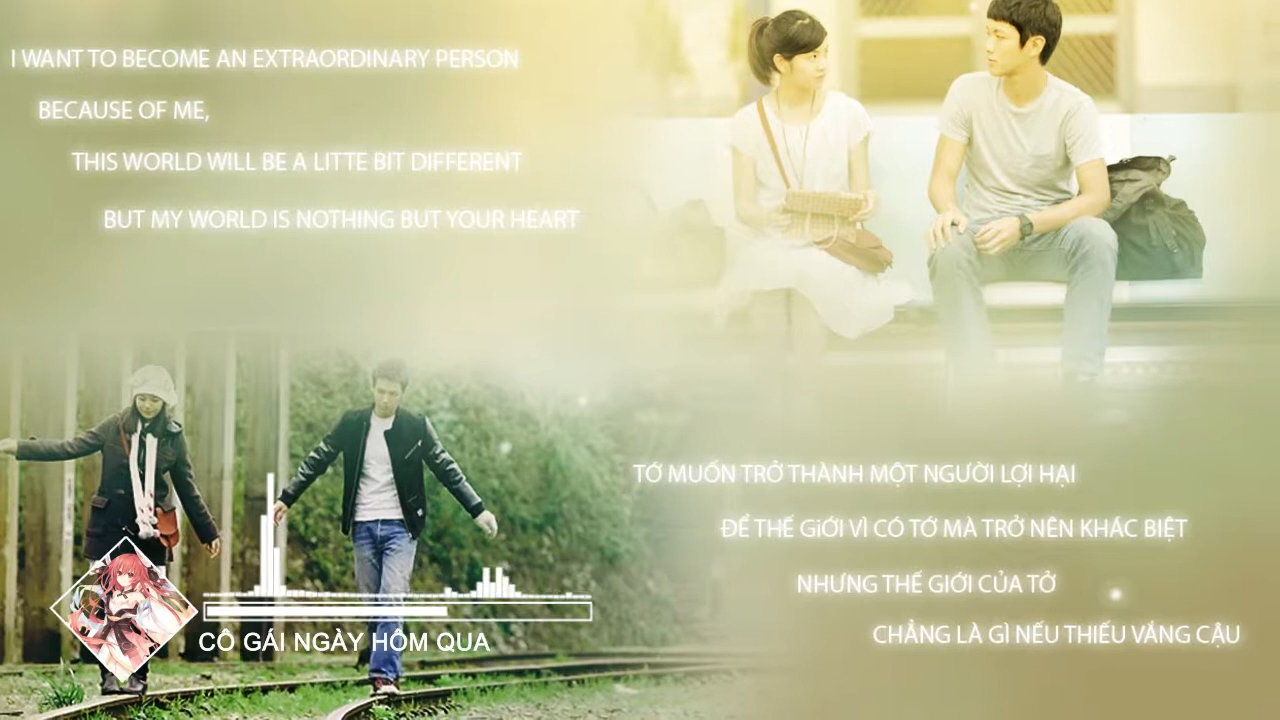 I WANT TO BECOME AN EXTRAORDINARY PERSON
BECAUSE OF ME,
THIS WORLD WILL BE A LITTE BIT DIFFERENT
BUT MY WORLD IS NOTHING BUT YOUR HEART
TỚ MUỐN TRỞ THÀNH MỘT NGƯỜI LỢI HẠI
ĐỂ THẾ GiỚI VÌ CÓ TỚ MÀ TRỞ NÊN KHÁC BIỆT
NHƯNG THẾ GIỚI CỦA TỞ
CHẲNG LÀ GÌ NẾU THIẾU VẮNG CẬU
CÔ GÁI NGÀY HÔM QUA